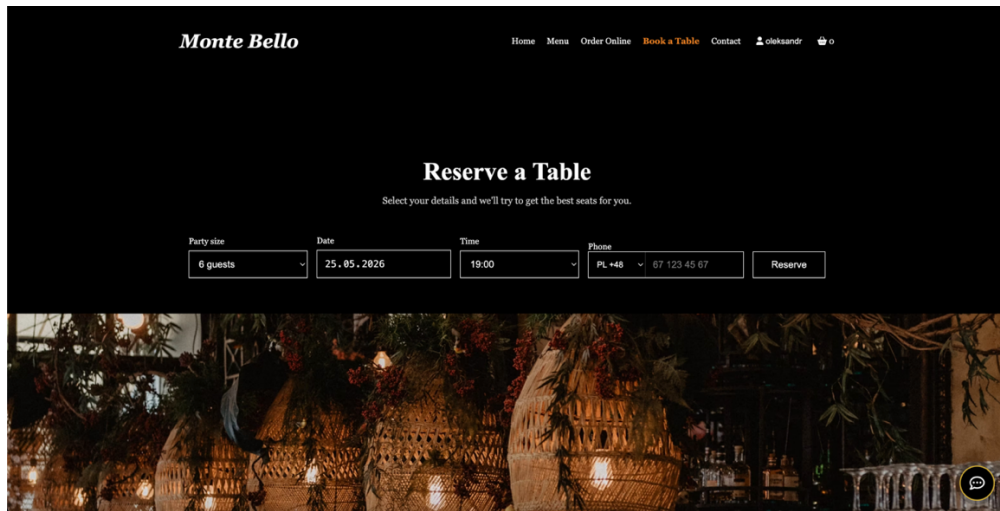 Monte Bello
Home Menu Order Online Book a Table Contact oleksandr 0
Reserve a Table
Select your details and we'll try to get the best seats for you.
Party size Date Time Phone
6 guests 25.05.2026 19:00 PL +48 67 123 45 67 Reserve